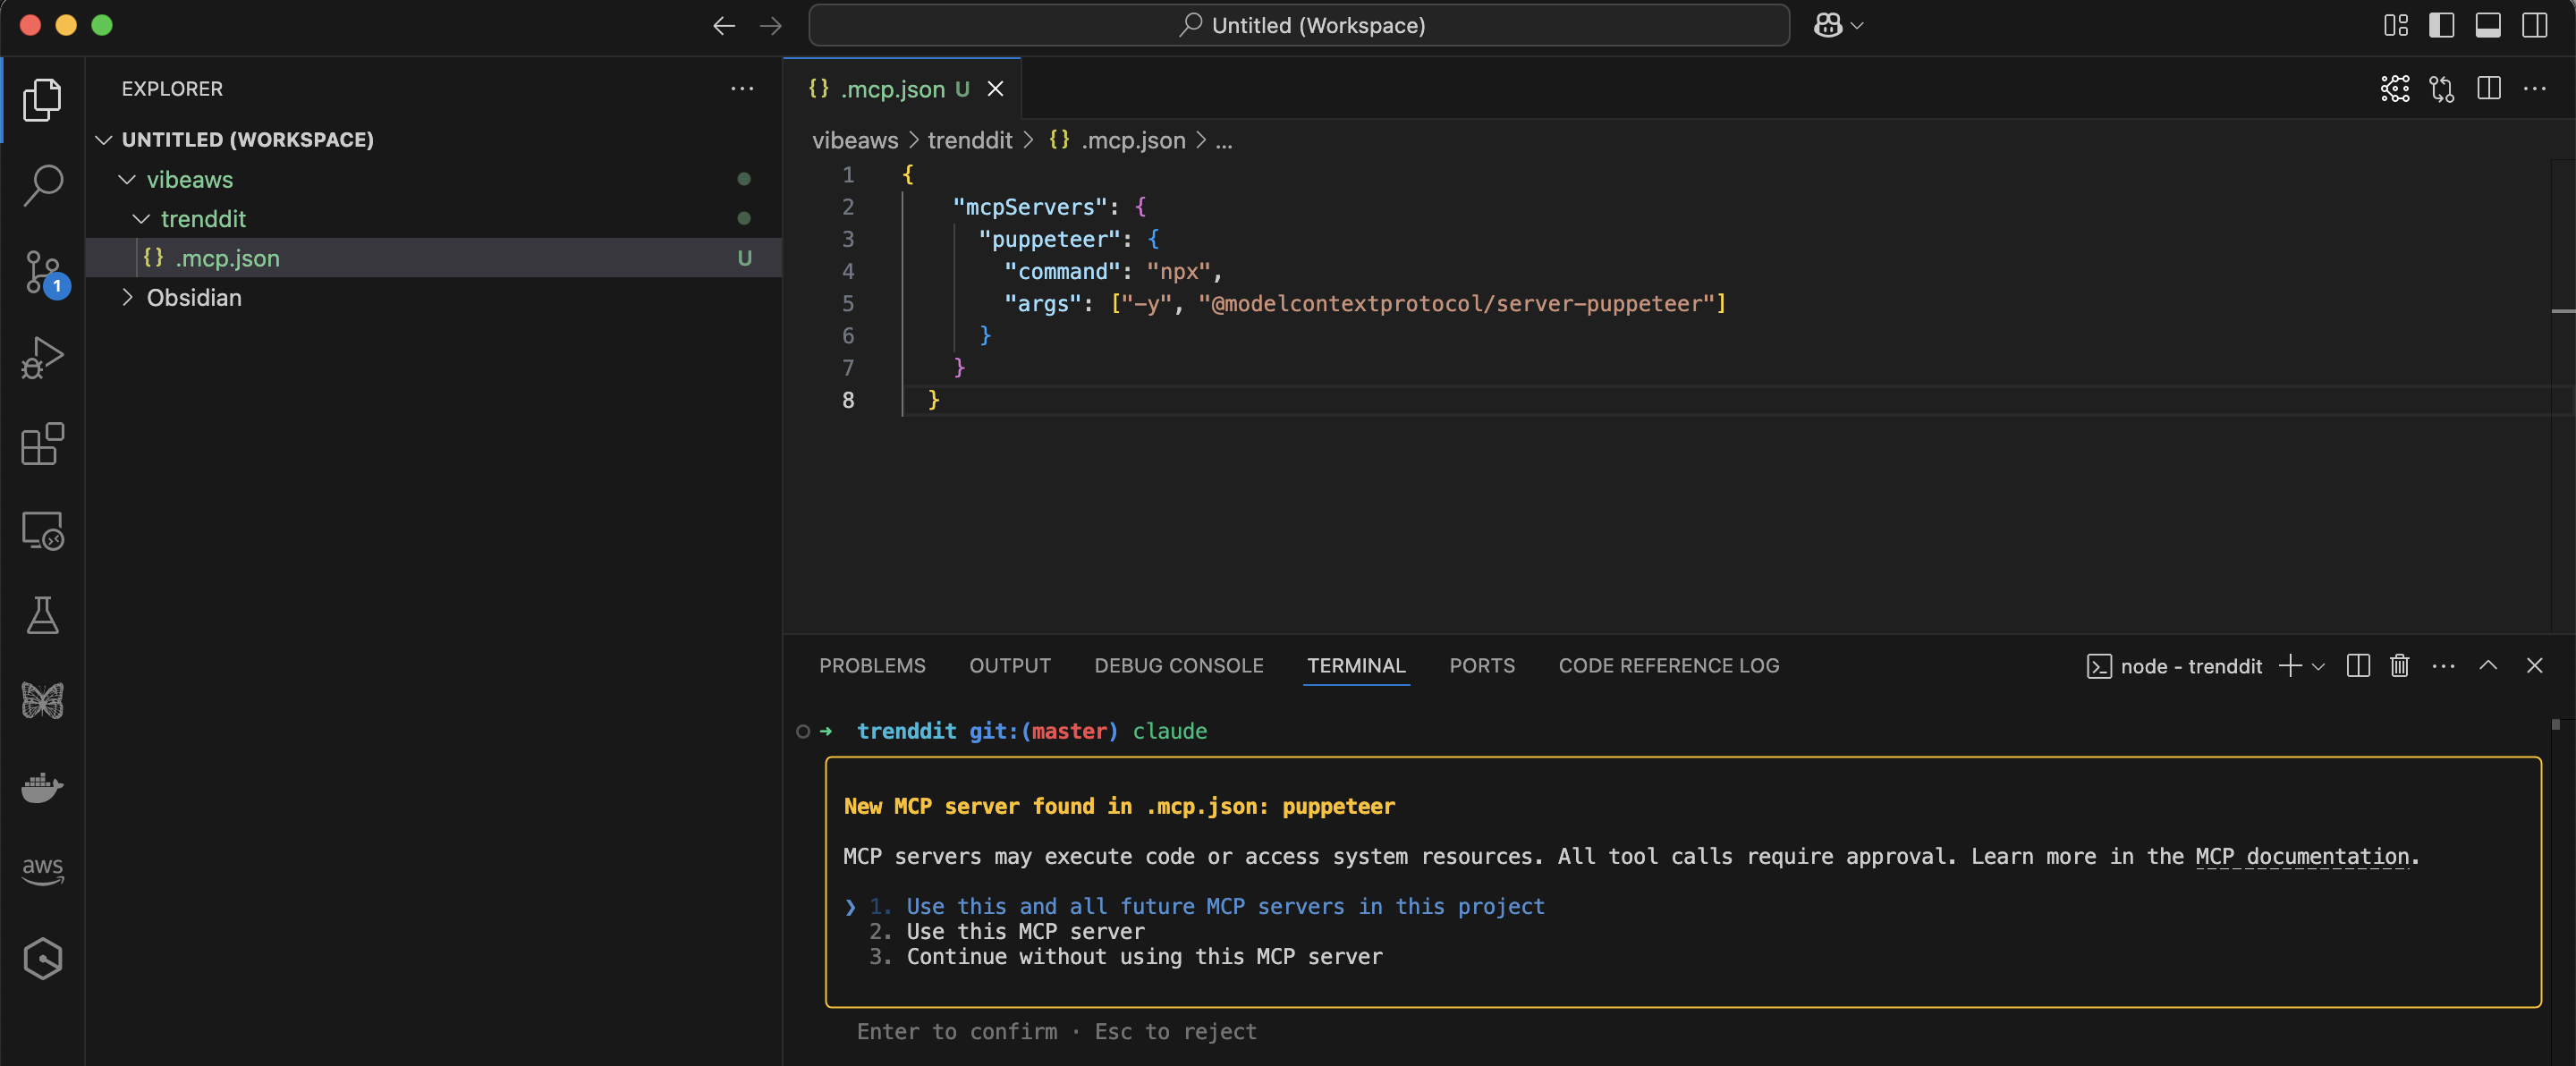 Untitled (Workspace)
EXPLORER
UNTITLED (WORKSPACE)
vibeaws
trenddit
{} .mcp.json U
Obsidian
1
aws
{} .mcp.json U
vibeaws > trenddit > {} .mcp.json > ...
1 {
2 "mcpServers": {
3 "puppeteer": {
4 "command": "npx",
5 "args": ["-y", "@modelcontextprotocol/server-puppeteer"]
6 }
7 }
8 }
PROBLEMS OUTPUT DEBUG CONSOLE TERMINAL PORTS CODE REFERENCE LOG
node - trenddit
➜ trenddit git:(master) claude
New MCP server found in .mcp.json: puppeteer
MCP servers may execute code or access system resources. All tool calls require approval. Learn more in the MCP documentation.
❯ 1. Use this and all future MCP servers in this project
2. Use this MCP server
3. Continue without using this MCP server
Enter to confirm · Esc to reject